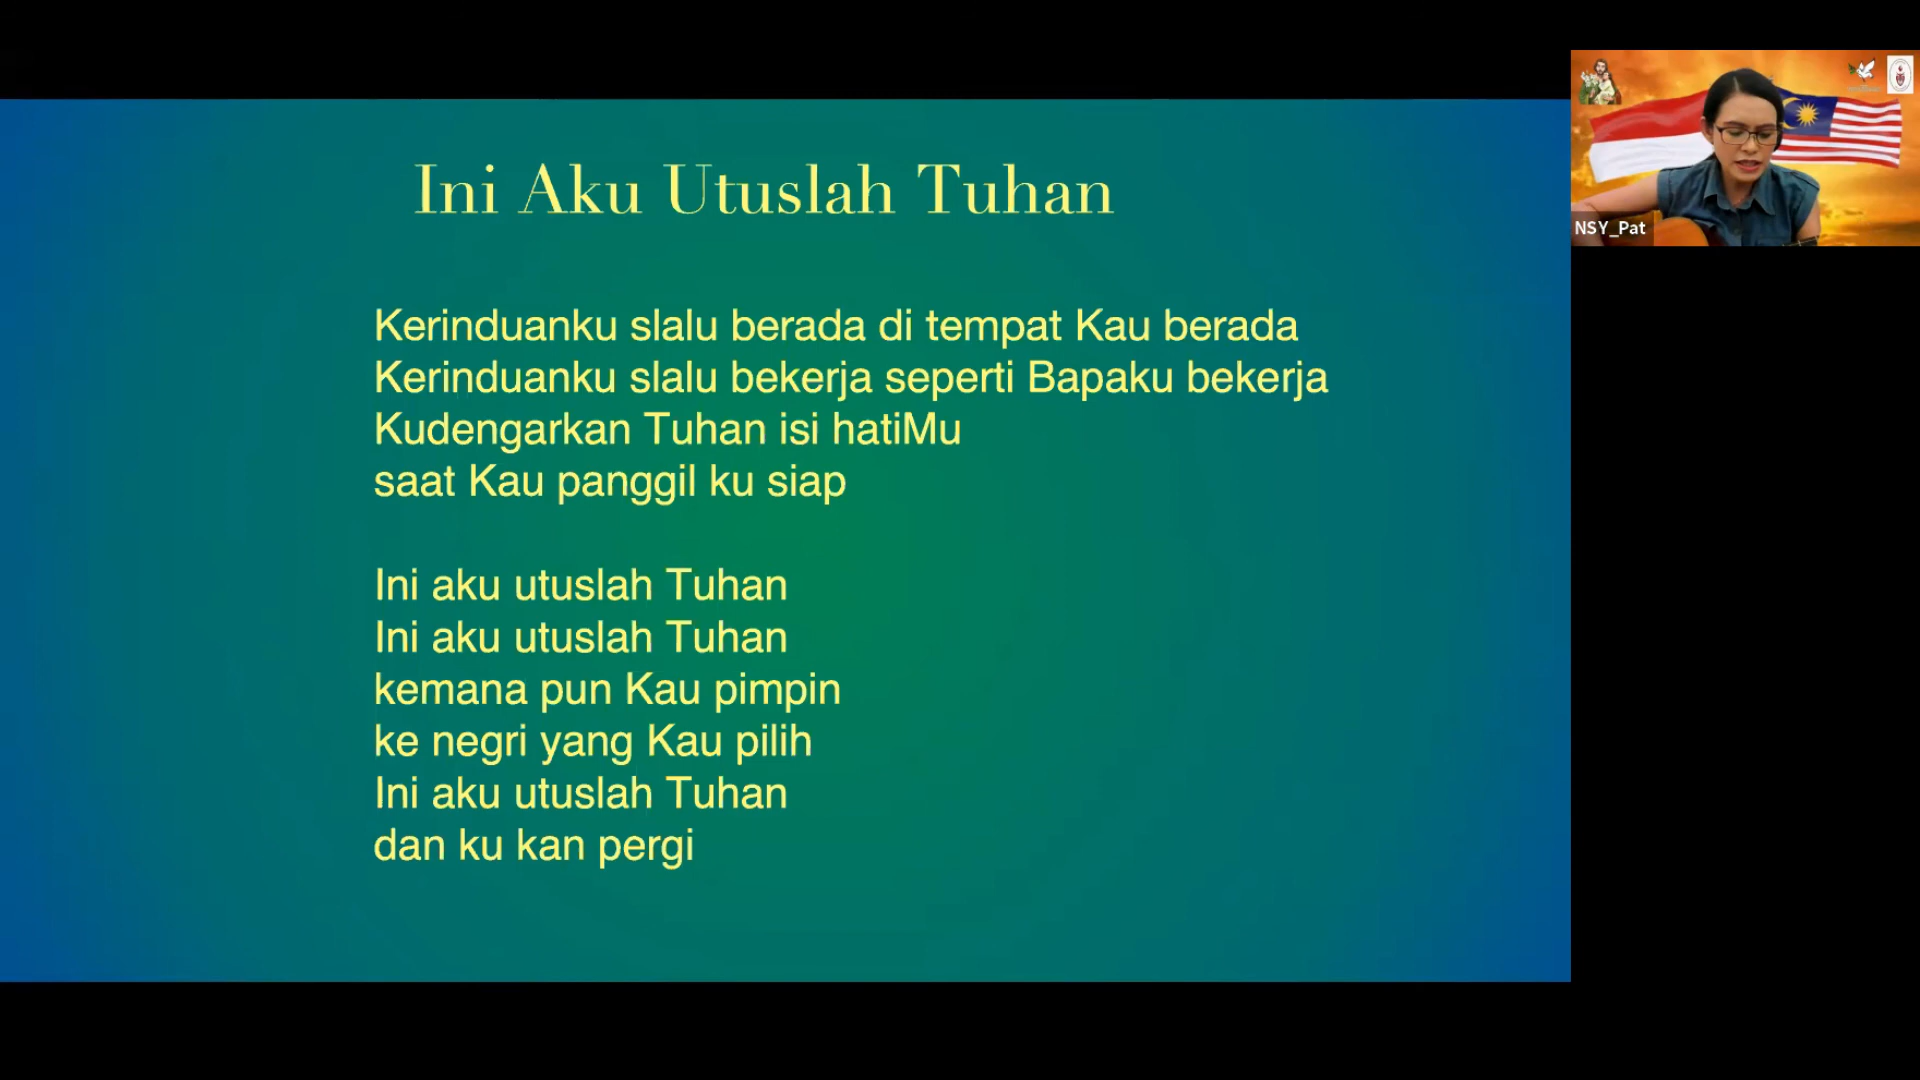 Ini Aku Utuslah Tuhan
Kerinduanku slalu berada di tempat Kau berada
Kerinduanku slalu bekerja seperti Bapaku bekerja
Kudengarkan Tuhan isi hatiMu
saat Kau panggil ku siap
Ini aku utuslah Tuhan
Ini aku utuslah Tuhan
kemana pun Kau pimpin
ke negri yang Kau pilih
Ini aku utuslah Tuhan
dan ku kan pergi
NSY_Pat